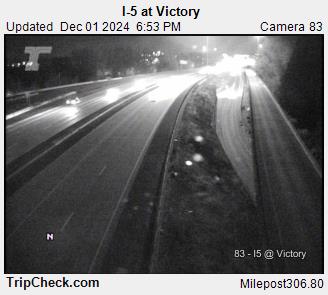 I-5 at Victory
Updated Dec 01 2024 6:53 PM Camera 83
T
N
83 - I5 @ Victory
TripCheck.com Milepost306.80